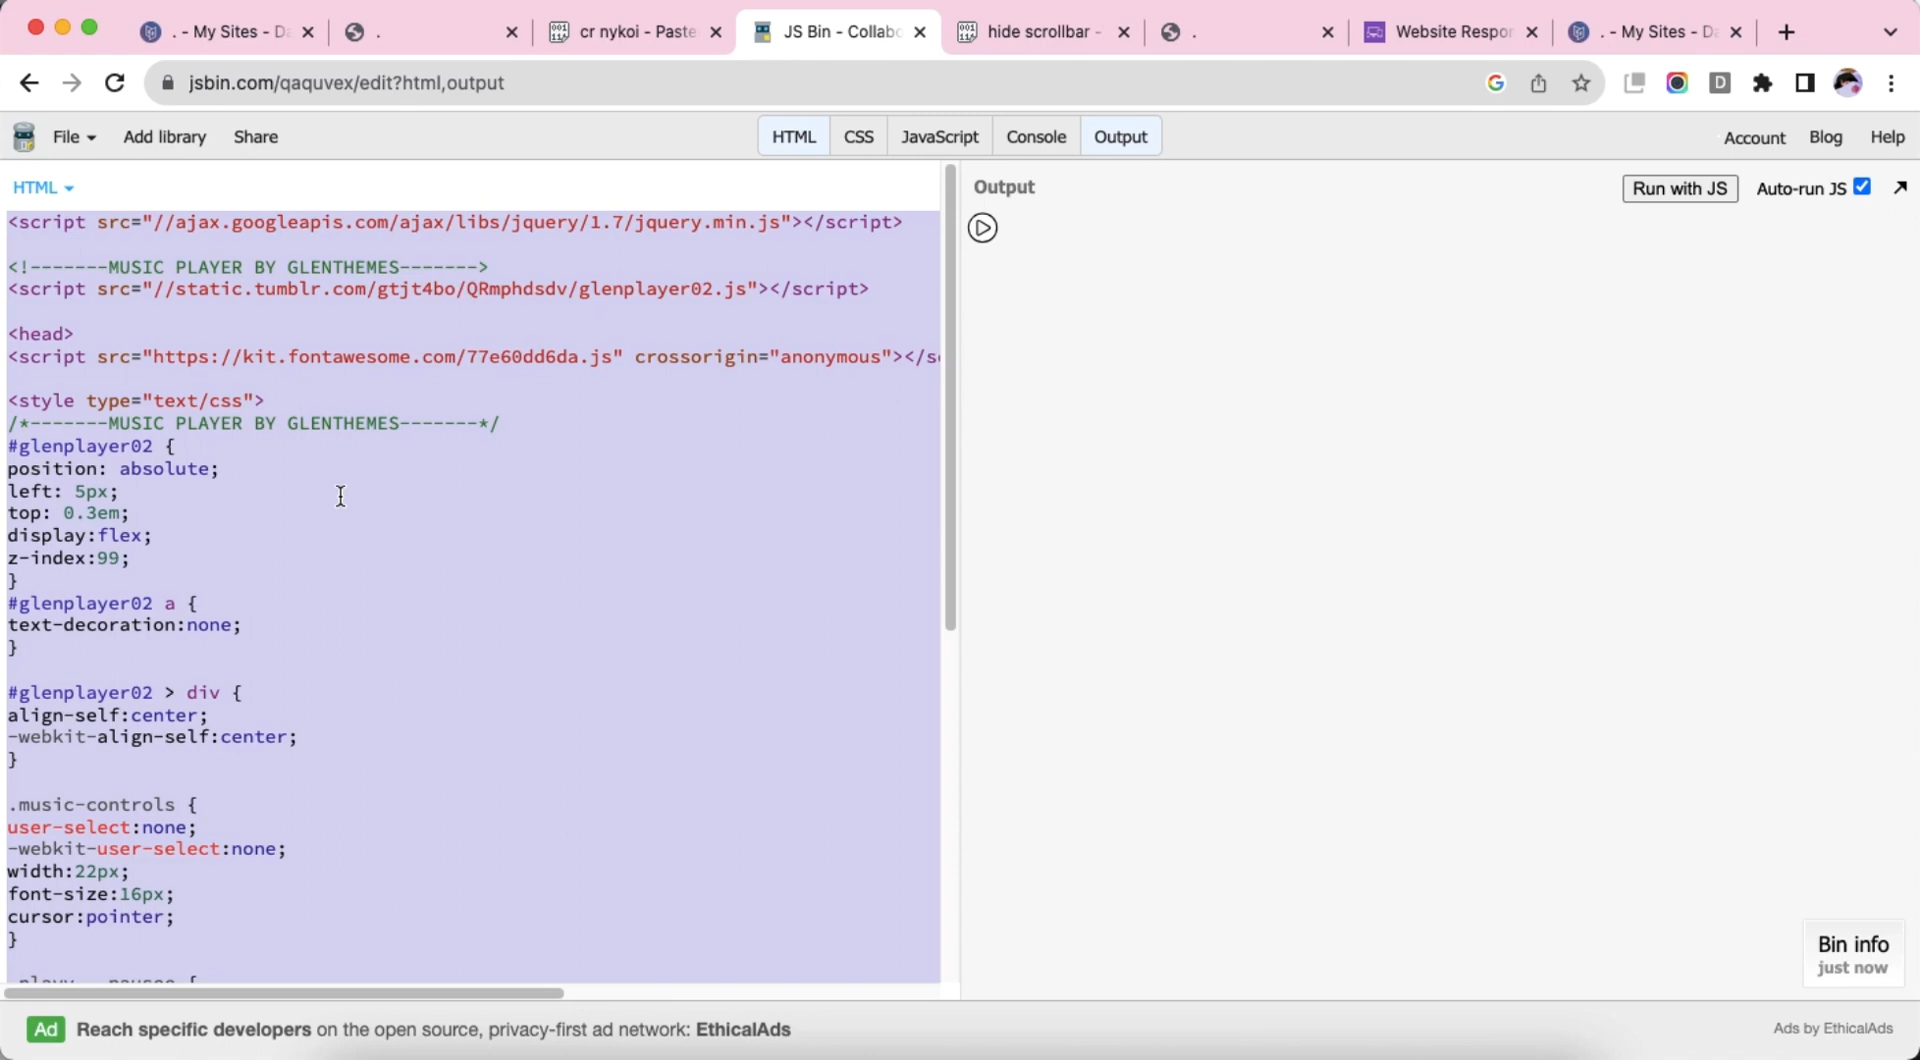 . - My Sites - Da
.
cr nykoi - Paste
JS Bin - Collabo
hide scrollbar -
.
Website Respor
. - My Sites - Da
jsbin.com/qaquvex/edit?html,output
File
Add library
Share
HTML
CSS
JavaScript
Console
Output
Account
Blog
Help
HTML
Output
Run with JS
Auto-run JS
<script src="//ajax.googleapis.com/ajax/libs/jquery/1.7/jquery.min.js"></script>
<!-------MUSIC PLAYER BY GLENTHEMES------->
<script src="//static.tumblr.com/gtjt4bo/QRmphdsdv/glenplayer02.js"></script>
<head>
<script src="https://kit.fontawesome.com/77e60dd6da.js" crossorigin="anonymous"></s
<style type="text/css">
/*-------MUSIC PLAYER BY GLENTHEMES-------*/
#glenplayer02 {
position: absolute;
left: 5px;
top: 0.3em;
display:flex;
z-index:99;
}
#glenplayer02 a {
text-decoration:none;
}
#glenplayer02 > div {
align-self:center;
-webkit-align-self:center;
}
.music-controls {
user-select:none;
-webkit-user-select:none;
width:22px;
font-size:16px;
cursor:pointer;
}
Bin info
just now
Ad
Reach specific developers on the open source, privacy-first ad network: EthicalAds
Ads by EthicalAds